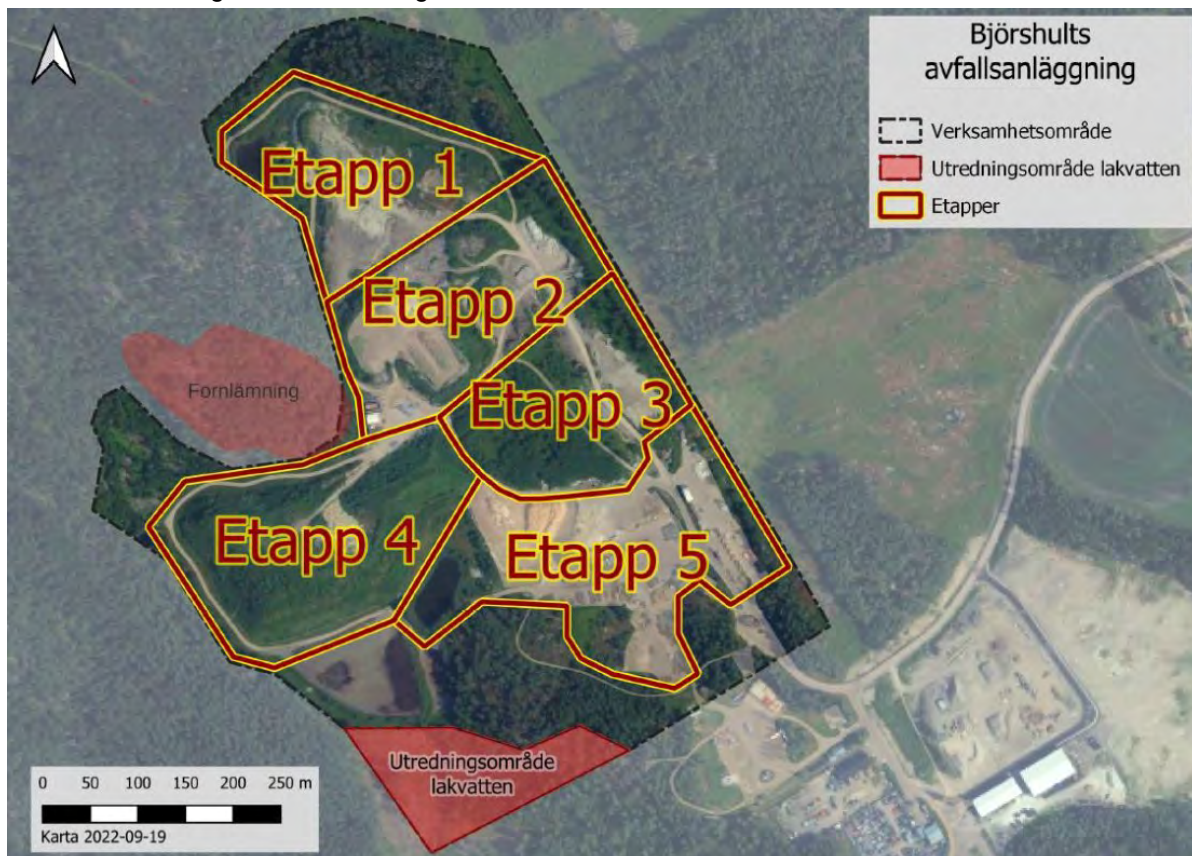 Björshults
avfallsanläggning
Verksamhetsområde
Utredningsområde lakvatten
Etapper
Etapp 1
Etapp 2
Fornlämning
Etapp 3
Etapp 4
Etapp 5
Utredningsområde
lakvatten
0 50 100 150 200 250 m
Karta 2022-09-19